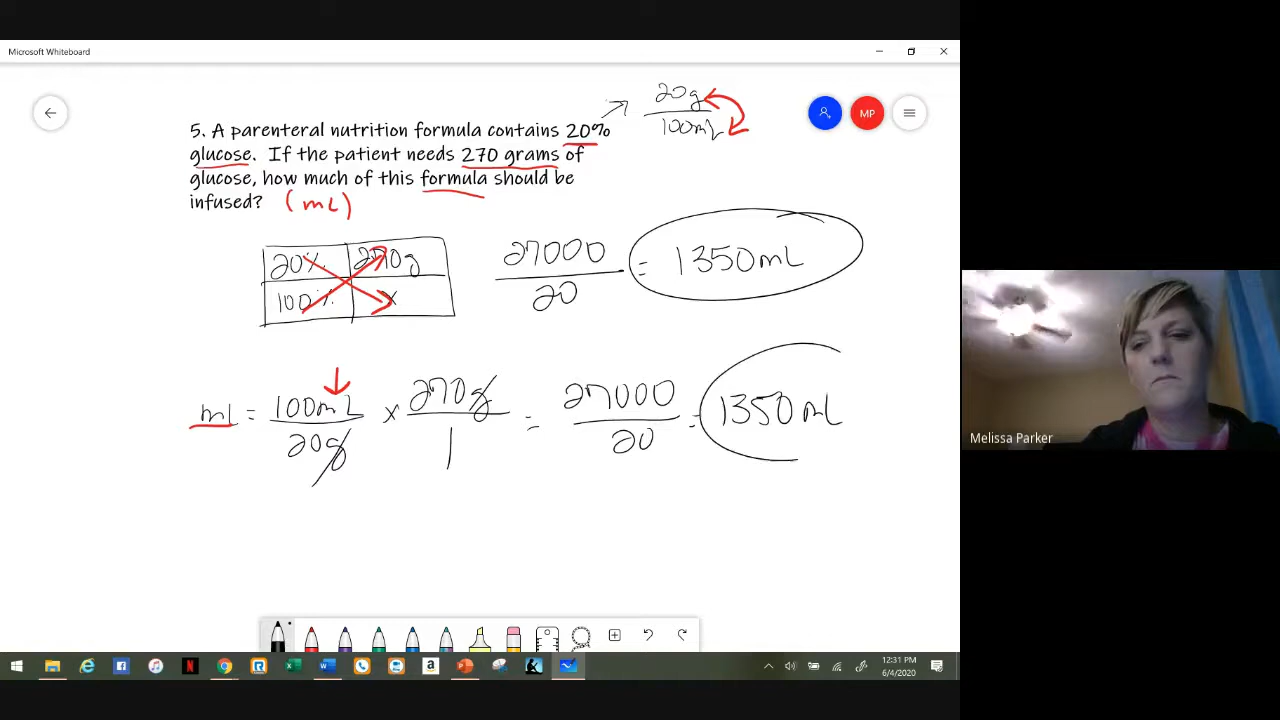 Microsoft Whiteboard
20g
100mL
MP
5. A parenteral nutrition formula contains 20%
glucose. If the patient needs 270 grams of
glucose, how much of this formula should be
infused? (mL)
20% 270g
100% x
27000
20
= 1350mL
mL = 100mL x 270g = 27000 = 1350mL
20g 1 20
Melissa Parker
12:31 PM
6/4/2020